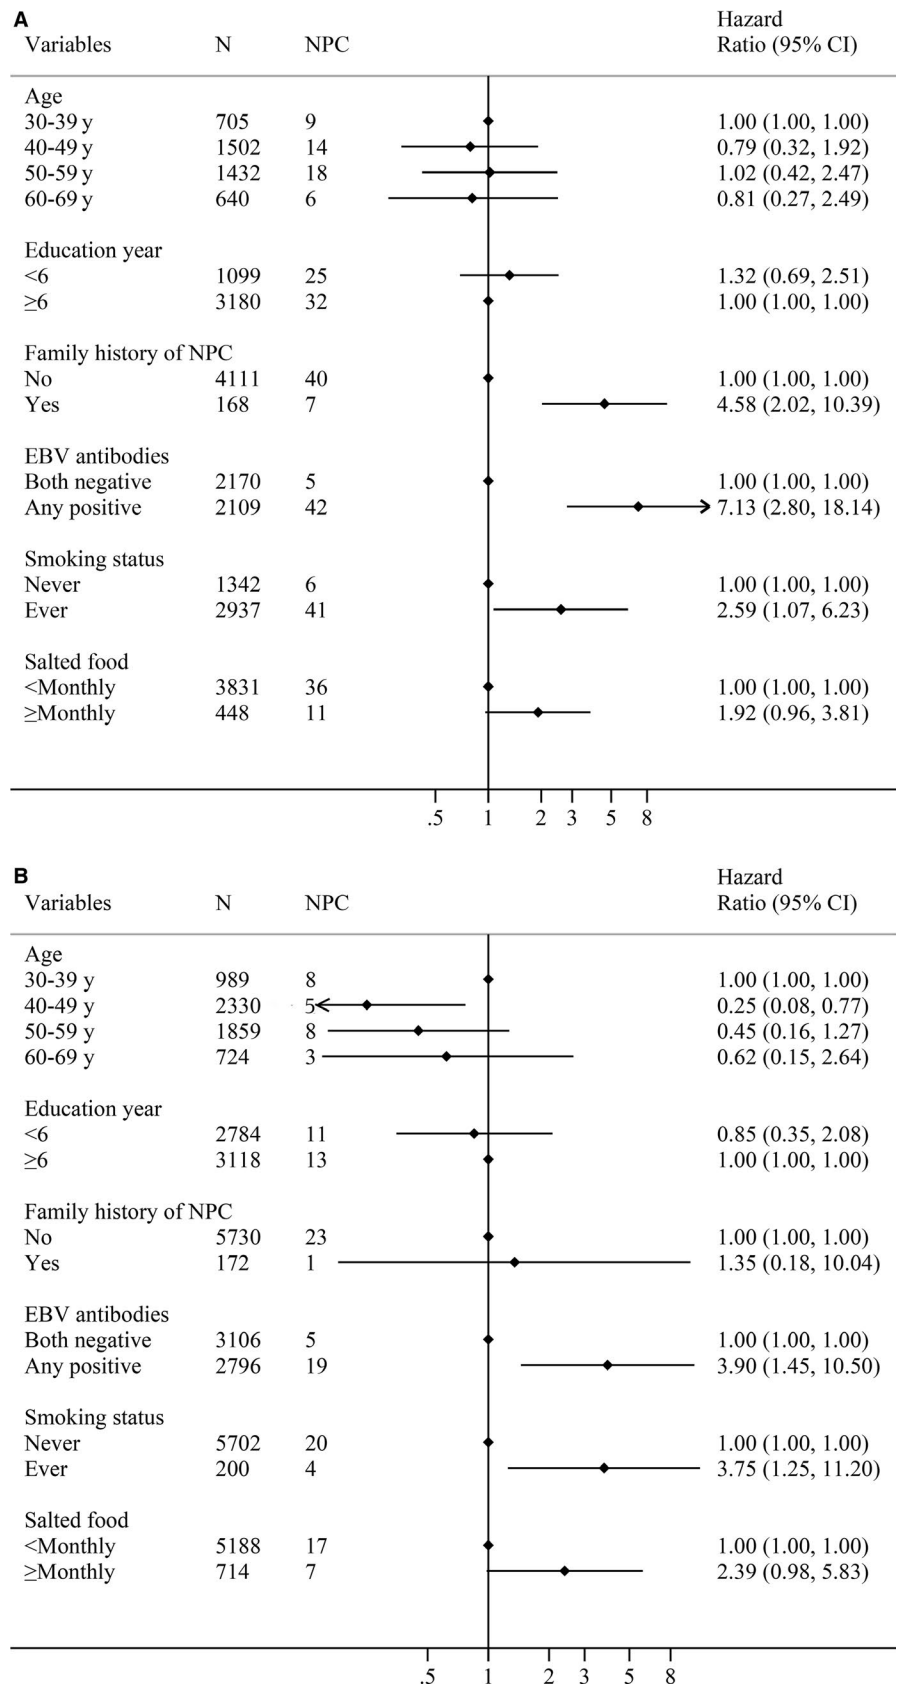 A
Hazard
Variables N NPC Ratio (95% CI)
Age
30-39 y 705 9 1.00 (1.00, 1.00)
40-49 y 1502 14 0.79 (0.32, 1.92)
50-59 y 1432 18 1.02 (0.42, 2.47)
60-69 y 640 6 0.81 (0.27, 2.49)
Education year
<6 1099 25 1.32 (0.69, 2.51)
≥6 3180 32 1.00 (1.00, 1.00)
Family history of NPC
No 4111 40 1.00 (1.00, 1.00)
Yes 168 7 4.58 (2.02, 10.39)
EBV antibodies
Both negative 2170 5 1.00 (1.00, 1.00)
Any positive 2109 42 7.13 (2.80, 18.14)
Smoking status
Never 1342 6 1.00 (1.00, 1.00)
Ever 2937 41 2.59 (1.07, 6.23)
Salted food
<Monthly 3831 36 1.00 (1.00, 1.00)
≥Monthly 448 11 1.92 (0.96, 3.81)
.5 1 2 3 5 8
B
Hazard
Variables N NPC Ratio (95% CI)
Age
30-39 y 989 8 1.00 (1.00, 1.00)
40-49 y 2330 5 0.25 (0.08, 0.77)
50-59 y 1859 8 0.45 (0.16, 1.27)
60-69 y 724 3 0.62 (0.15, 2.64)
Education year
<6 2784 11 0.85 (0.35, 2.08)
≥6 3118 13 1.00 (1.00, 1.00)
Family history of NPC
No 5730 23 1.00 (1.00, 1.00)
Yes 172 1 1.35 (0.18, 10.04)
EBV antibodies
Both negative 3106 5 1.00 (1.00, 1.00)
Any positive 2796 19 3.90 (1.45, 10.50)
Smoking status
Never 5702 20 1.00 (1.00, 1.00)
Ever 200 4 3.75 (1.25, 11.20)
Salted food
<Monthly 5188 17 1.00 (1.00, 1.00)
≥Monthly 714 7 2.39 (0.98, 5.83)
.5 1 2 3 5 8